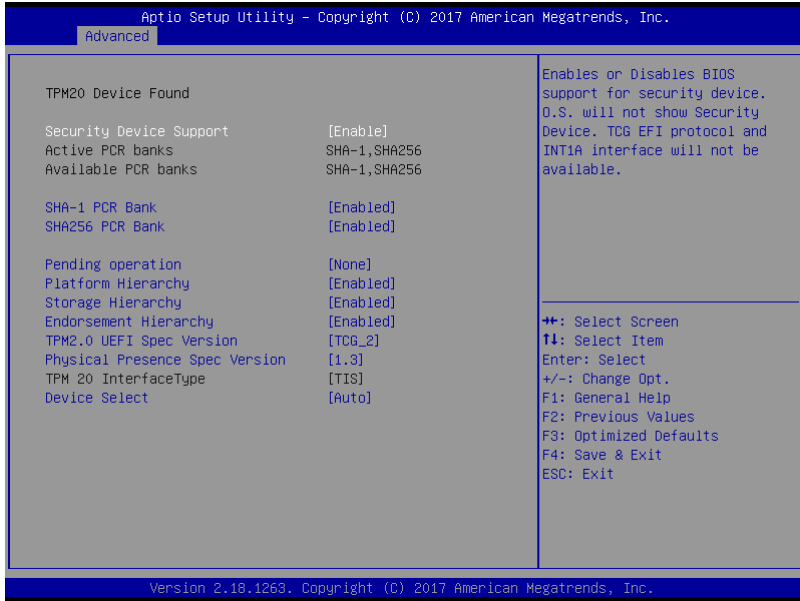 Aptio Setup Utility – Copyright (C) 2017 American Megatrends, Inc.
Advanced
TPM20 Device Found
Security Device Support [Enable]
Active PCR banks SHA-1,SHA256
Available PCR banks SHA-1,SHA256
SHA-1 PCR Bank [Enabled]
SHA256 PCR Bank [Enabled]
Pending operation [None]
Platform Hierarchy [Enabled]
Storage Hierarchy [Enabled]
Endorsement Hierarchy [Enabled]
TPM2.0 UEFI Spec Version [TCG_2]
Physical Presence Spec Version [1.3]
TPM 20 InterfaceType [TIS]
Device Select [Auto]
Enables or Disables BIOS
support for security device.
O.S. will not show Security
Device. TCG EFI protocol and
INT1A interface will not be
available.
→←: Select Screen
↑↓: Select Item
Enter: Select
+/-: Change Opt.
F1: General Help
F2: Previous Values
F3: Optimized Defaults
F4: Save & Exit
ESC: Exit
Version 2.18.1263. Copyright (C) 2017 American Megatrends, Inc.